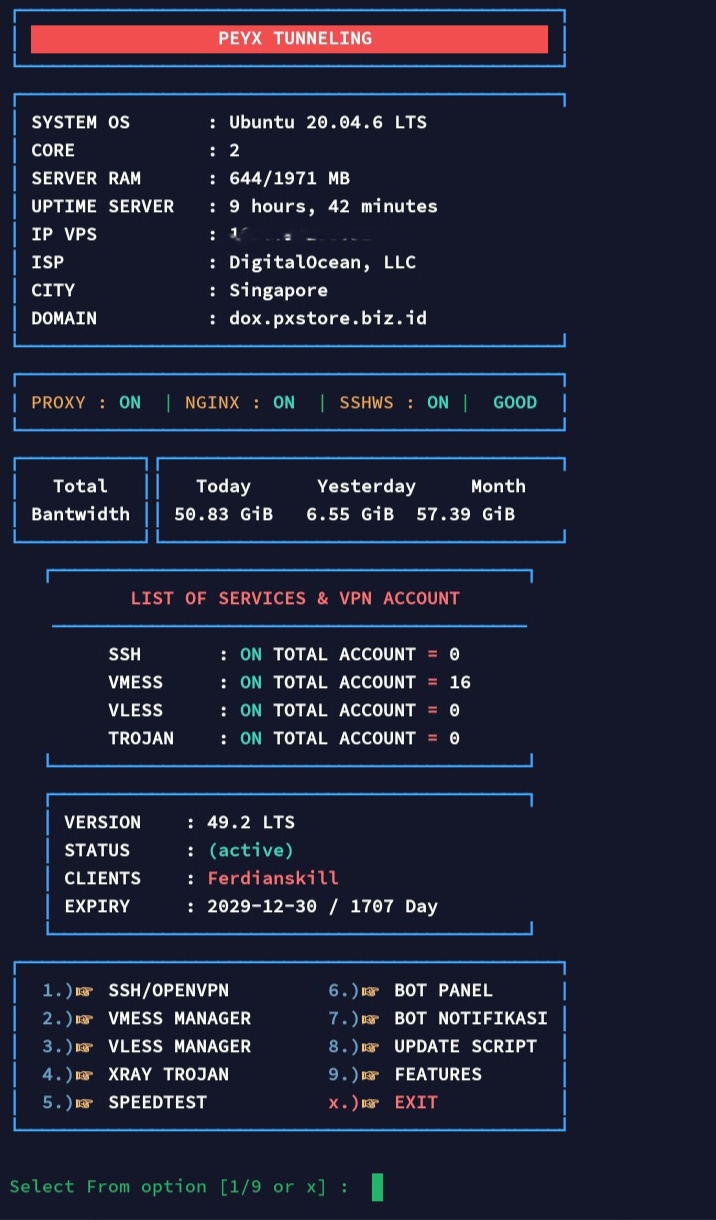 PEYX TUNNELING
SYSTEM OS : Ubuntu 20.04.6 LTS
CORE : 2
SERVER RAM : 644/1971 MB
UPTIME SERVER : 9 hours, 42 minutes
IP VPS :
ISP : DigitalOcean, LLC
CITY : Singapore
DOMAIN : dox.pxstore.biz.id
PROXY : ON | NGINX : ON | SSHWS : ON | GOOD
Total Today Yesterday Month
Bantwidth 50.83 GiB 6.55 GiB 57.39 GiB
LIST OF SERVICES & VPN ACCOUNT
SSH : ON TOTAL ACCOUNT = 0
VMESS : ON TOTAL ACCOUNT = 16
VLESS : ON TOTAL ACCOUNT = 0
TROJAN : ON TOTAL ACCOUNT = 0
VERSION : 49.2 LTS
STATUS : (active)
CLIENTS : Ferdianskill
EXPIRY : 2029-12-30 / 1707 Day
1.)☞ SSH/OPENVPN 6.)☞ BOT PANEL
2.)☞ VMESS MANAGER 7.)☞ BOT NOTIFIKASI
3.)☞ VLESS MANAGER 8.)☞ UPDATE SCRIPT
4.)☞ XRAY TROJAN 9.)☞ FEATURES
5.)☞ SPEEDTEST x.)☞ EXIT
Select From option [1/9 or x] :